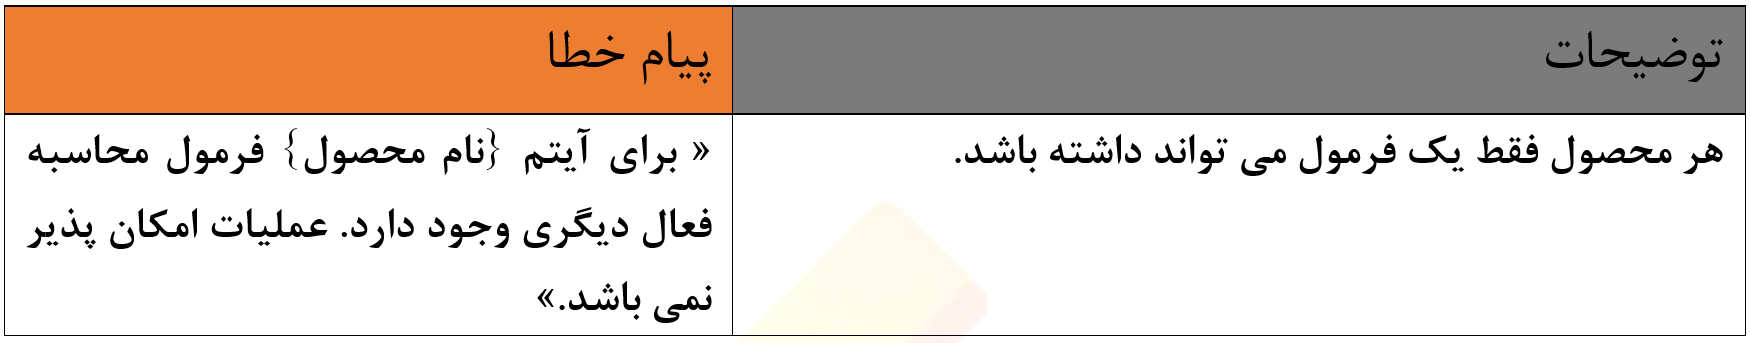 توضیحات
پیام خطا
هر محصول فقط یک فرمول می تواند داشته باشد.
« برای آیتم {نام محصول} فرمول محاسبه
فعال دیگری وجود دارد. عملیات امکان پذیر
نمی باشد.»